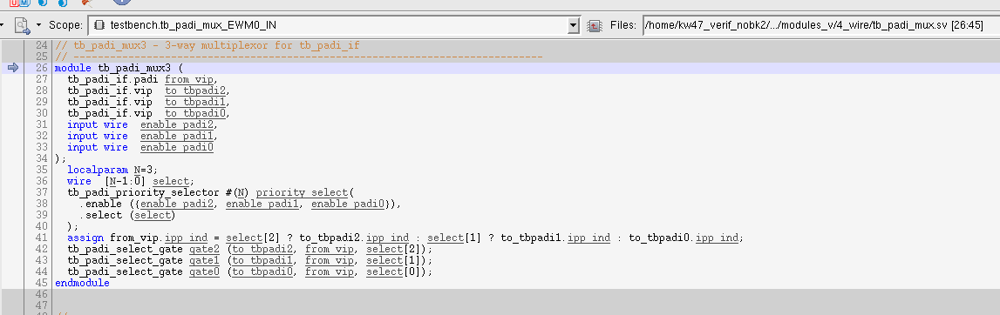 Scope: testbench.tb_padi_mux_EWM0_IN Files: /home/kw47_verif_nobk2/.../modules_v/4_wire/tb_padi_mux.sv [26:45]
24 // tb_padi_mux3 - 3-way multiplexor for tb_padi_if
25 // -----------------------------------------------------------------------------
26 module tb_padi_mux3 (
27 tb_padi_if.padi from_vip,
28 tb_padi_if.vip to_tbpadi2,
29 tb_padi_if.vip to_tbpadi1,
30 tb_padi_if.vip to_tbpadi0,
31 input wire enable_padi2,
32 input wire enable_padi1,
33 input wire enable_padi0
34 );
35 localparam N=3;
36 wire [N-1:0] select;
37 tb_padi_priority_selector #(N) priority_select(
38 .enable ({enable_padi2, enable_padi1, enable_padi0}),
39 .select (select)
40 );
41 assign from_vip.ipp_ind = select[2] ? to_tbpadi2.ipp_ind : select[1] ? to_tbpadi1.ipp_ind : to_tbpadi0.ipp_ind;
42 tb_padi_select_gate gate2 (to_tbpadi2, from_vip, select[2]);
43 tb_padi_select_gate gate1 (to_tbpadi1, from_vip, select[1]);
44 tb_padi_select_gate gate0 (to_tbpadi0, from_vip, select[0]);
45 endmodule
46
47